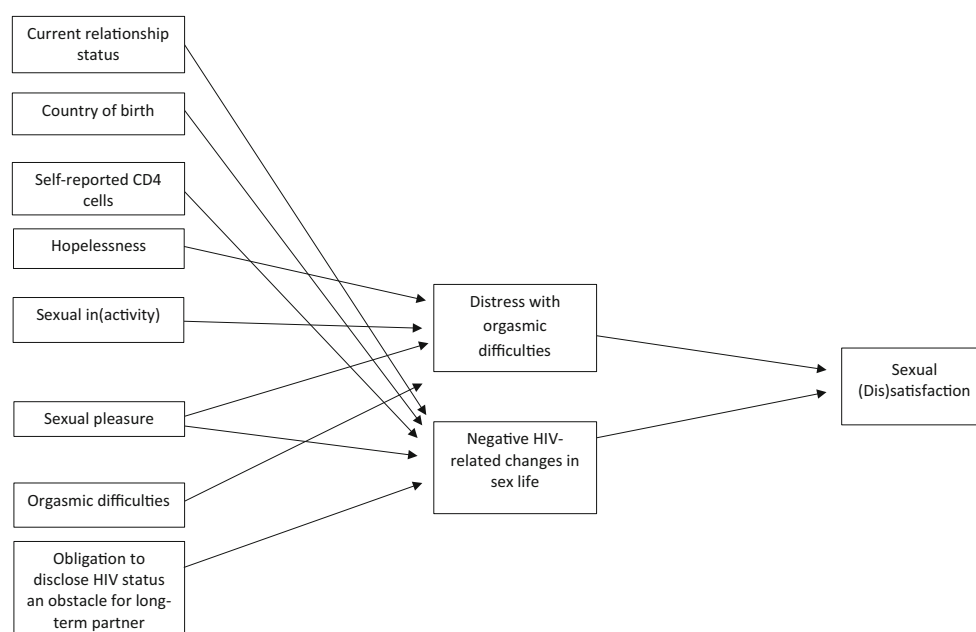 Current relationship
status
Country of birth
Self-reported CD4
cells
Hopelessness
Sexual in(activity)
Sexual pleasure
Orgasmic difficulties
Obligation to
disclose HIV status
an obstacle for long-
term partner
Distress with
orgasmic
difficulties
Negative HIV-
related changes in
sex life
Sexual
(Dis)satisfaction